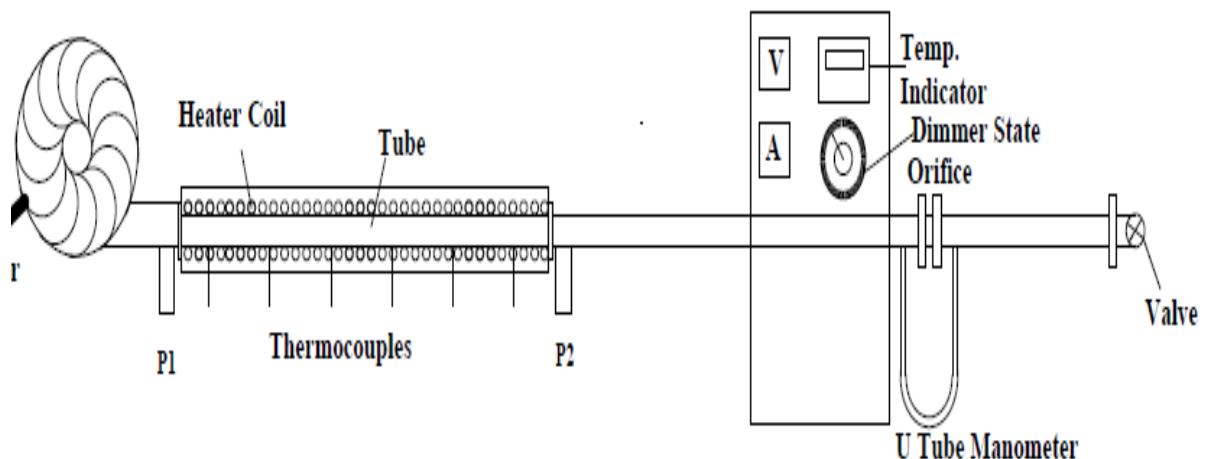 V
Temp.
Indicator
Heater Coil
Dimmer State
Tube
A
Orifice
r
Valve
P1
Thermocouples
P2
U Tube Manometer